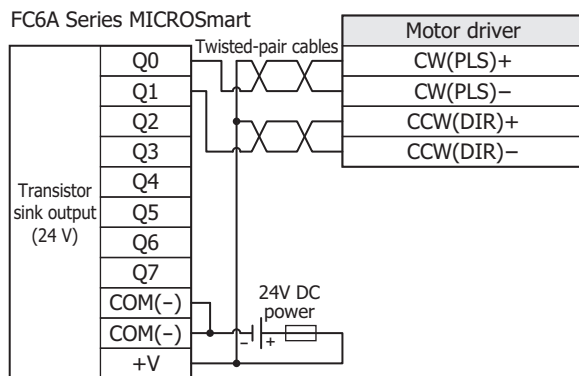 FC6A Series MICROSmart
Twisted-pair cables
Motor driver
Q0
CW(PLS)+
Q1
CW(PLS)−
Q2
CCW(DIR)+
Q3
CCW(DIR)−
Q4
Transistor
sink output
(24 V)
Q5
Q6
Q7
COM(−)
24V DC
power
COM(−)
− +
+V